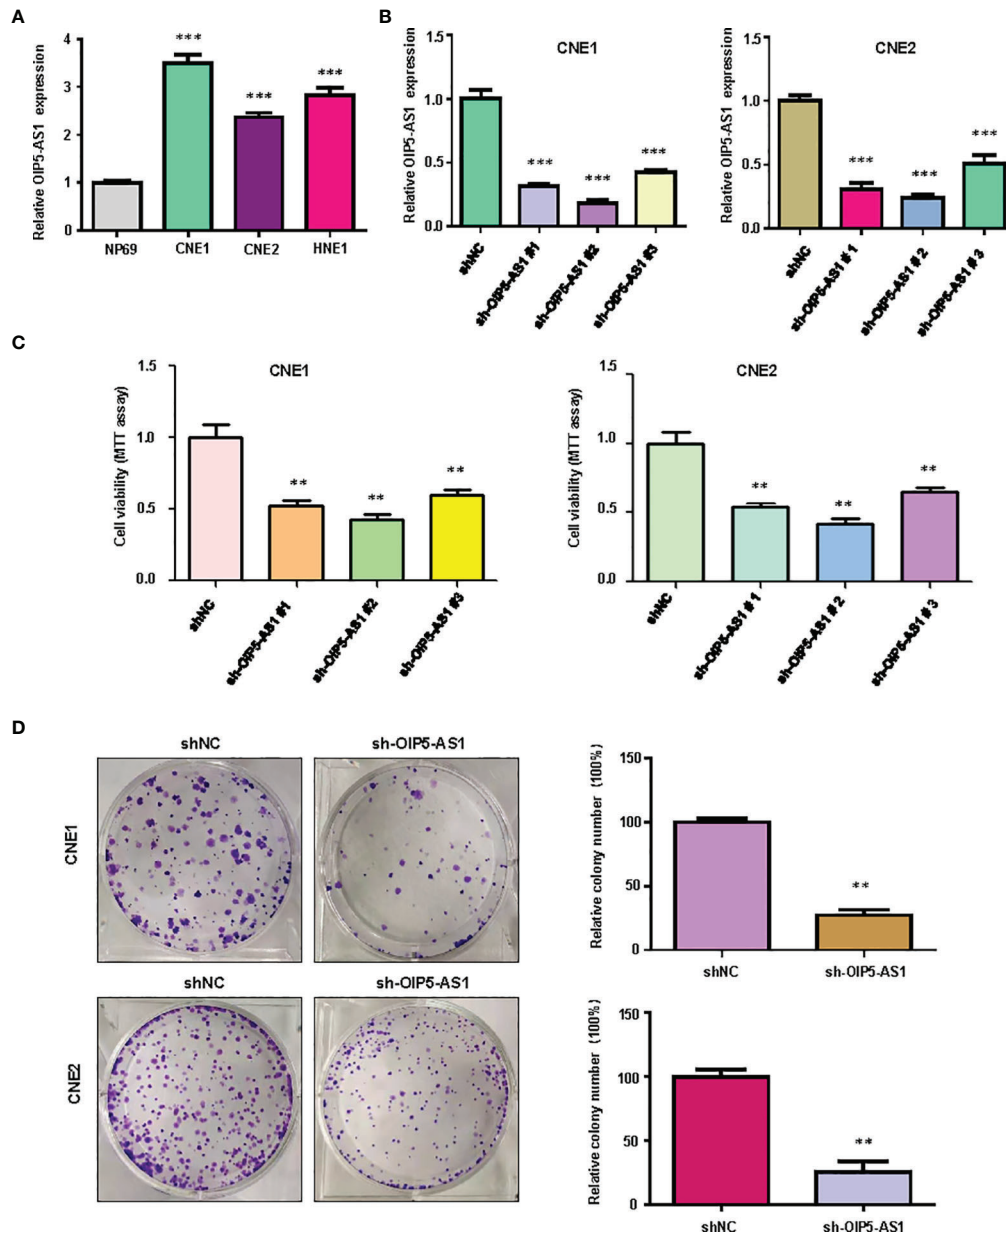 A
Relative OIP5-AS1 expression
4
3
2
1
0
***
***
***
NP69
CNE1
CNE2
HNE1
B
CNE1
Relative OIP5-AS1 expression
1.5
1.0
0.5
0.0
***
***
***
shNC
sh-OIP5-AS1 #1
sh-OIP5-AS1 #2
sh-OIP5-AS1 #3
CNE2
Relative OIP5-AS1 expression
1.5
1.0
0.5
0.0
***
***
***
shNC
sh-OIP5-AS1 # 1
sh-OIP5-AS1 # 2
sh-OIP5-AS1 # 3
C
CNE1
Cell viability (MTT assay)
1.5
1.0
0.5
0.0
**
**
**
shNC
sh-OIP5-AS1 #1
sh-OIP5-AS1 #2
sh-OIP5-AS1 #3
CNE2
Cell viability (MTT assay)
1.5
1.0
0.5
0.0
**
**
**
shNC
sh-OIP5-AS1 # 1
sh-OIP5-AS1 # 2
sh-OIP5-AS1 # 3
D
shNC
sh-OIP5-AS1
CNE1
Relative colony number (100%)
150
100
50
0
**
shNC
sh-OIP5-AS1
shNC
sh-OIP5-AS1
CNE2
Relative colony number (100%)
150
100
50
0
**
shNC
sh-OIP5-AS1